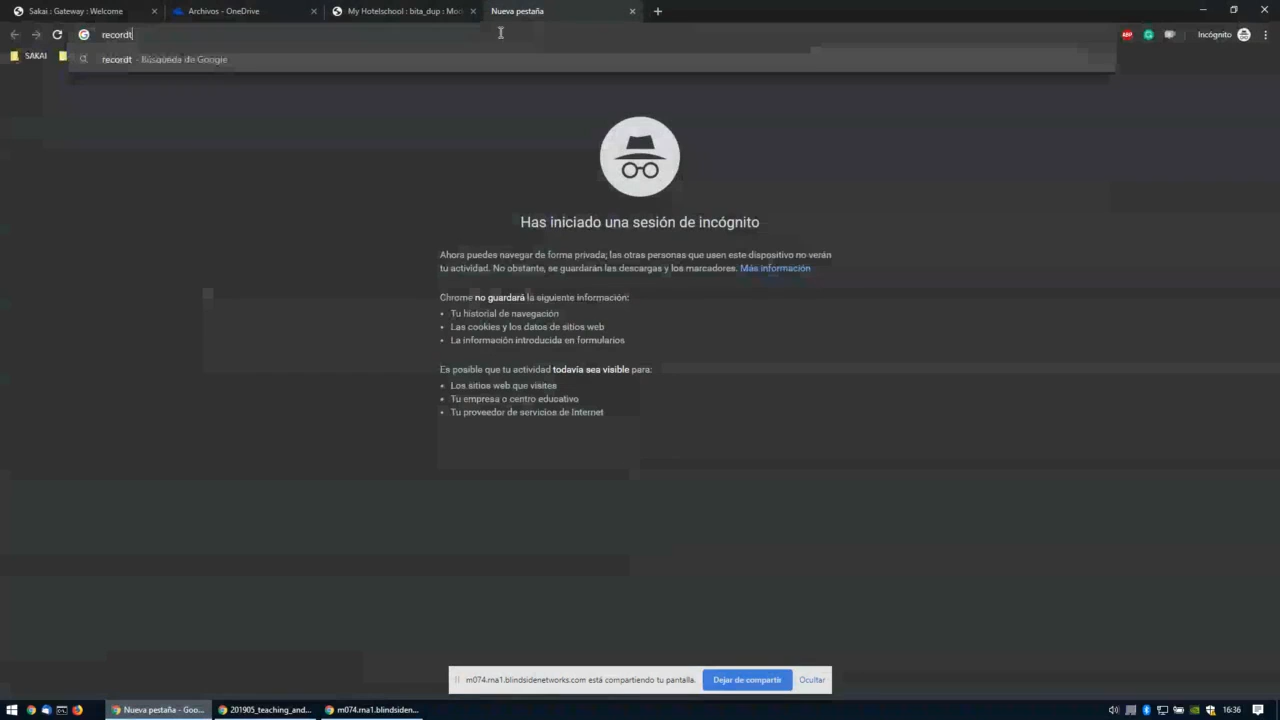 Sakai : Gateway : Welcome
Archivos - OneDrive
My Hotelschool : bita_dup : Mo
Nueva pestaña
recordt
Incógnito
SAKAI
recordt - Búsqueda de Google
Has iniciado una sesión de incógnito
Ahora puedes navegar de forma privada; las otras personas que usen este dispositivo no verán
tu actividad. No obstante, se guardarán las descargas y los marcadores. Más información
Chrome no guardará la siguiente información:
• Tu historial de navegación
• Las cookies y los datos de sitios web
• La información introducida en formularios
Es posible que tu actividad todavía sea visible para:
• Los sitios web que visites
• Tu empresa o centro educativo
• Tu proveedor de servicios de Internet
m074.rna1.blindsidenetworks.com está compartiendo tu pantalla.
Dejar de compartir
Ocultar
Nueva pestaña - Goo...
201905_teaching_and...
m074.rna1.blindsiden...
16:36